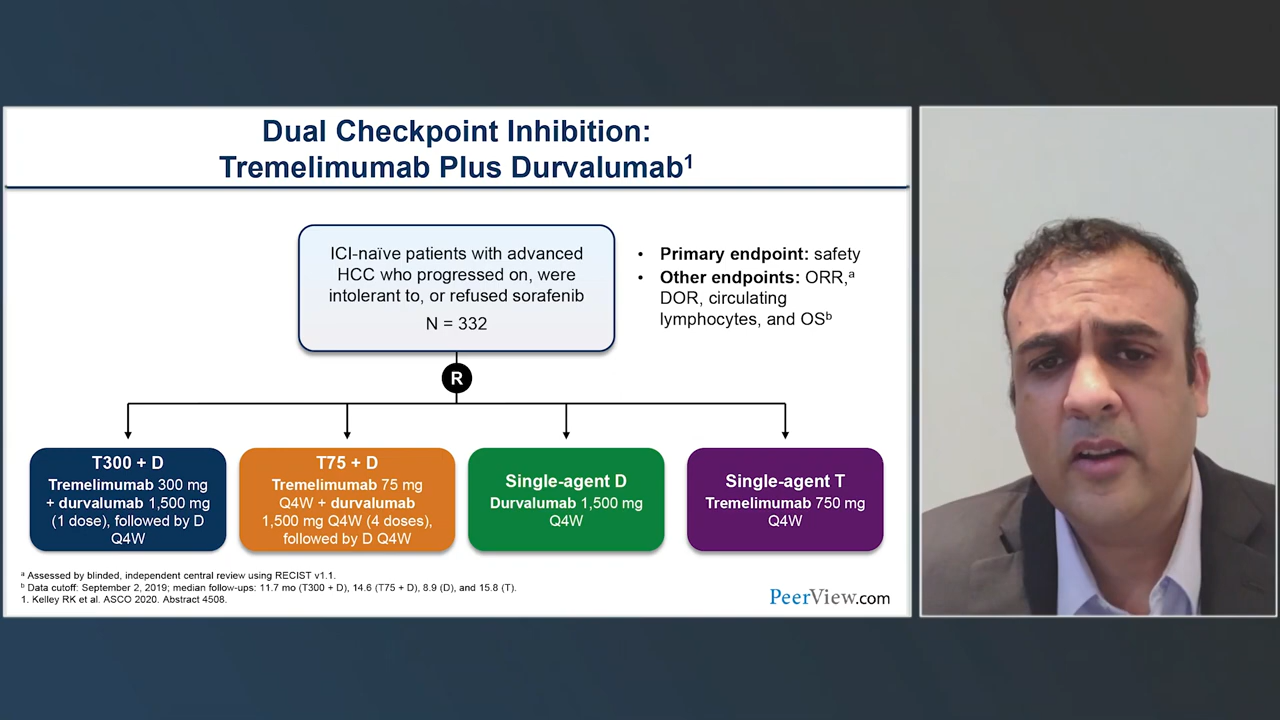 Dual Checkpoint Inhibition:
Tremelimumab Plus Durvalumab¹
ICI-naïve patients with advanced
HCC who progressed on, were
intolerant to, or refused sorafenib
N = 332
• Primary endpoint: safety
• Other endpoints: ORR,ᵃ
DOR, circulating
lymphocytes, and OSᵇ
R
T300 + D
Tremelimumab 300 mg
+ durvalumab 1,500 mg
(1 dose), followed by D
Q4W
T75 + D
Tremelimumab 75 mg
Q4W + durvalumab
1,500 mg Q4W (4 doses),
followed by D Q4W
Single-agent D
Durvalumab 1,500 mg
Q4W
Single-agent T
Tremelimumab 750 mg
Q4W
ᵃ Assessed by blinded, independent central review using RECIST v1.1.
ᵇ Data cutoff: September 2, 2019; median follow-ups: 11.7 mo (T300 + D), 14.6 (T75 + D), 8.9 (D), and 15.8 (T).
1. Kelley RK et al. ASCO 2020. Abstract 4508.
PeerView.com